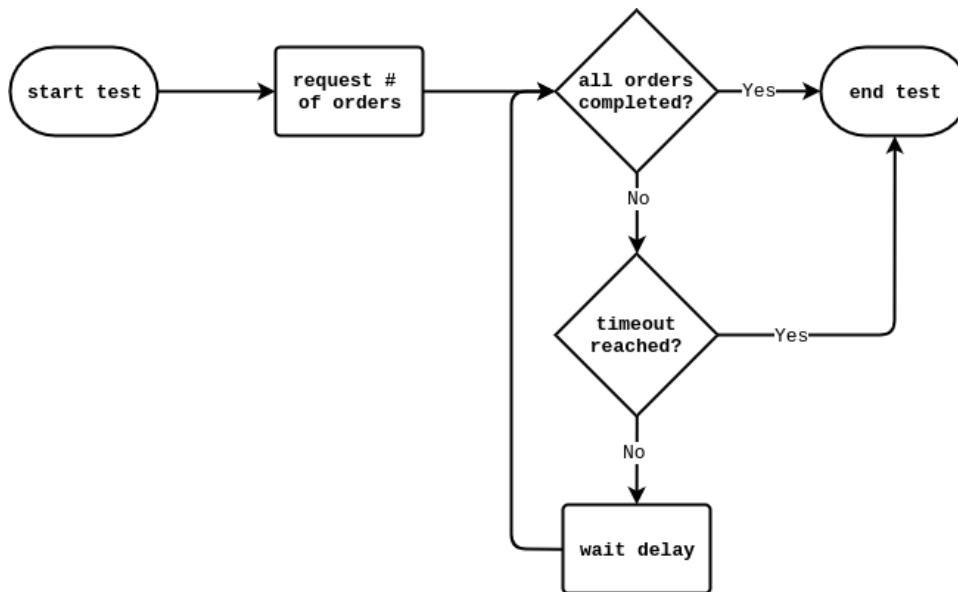 start test
request #
of orders
all orders
completed?
Yes
end test
No
timeout
reached?
Yes
No
wait delay